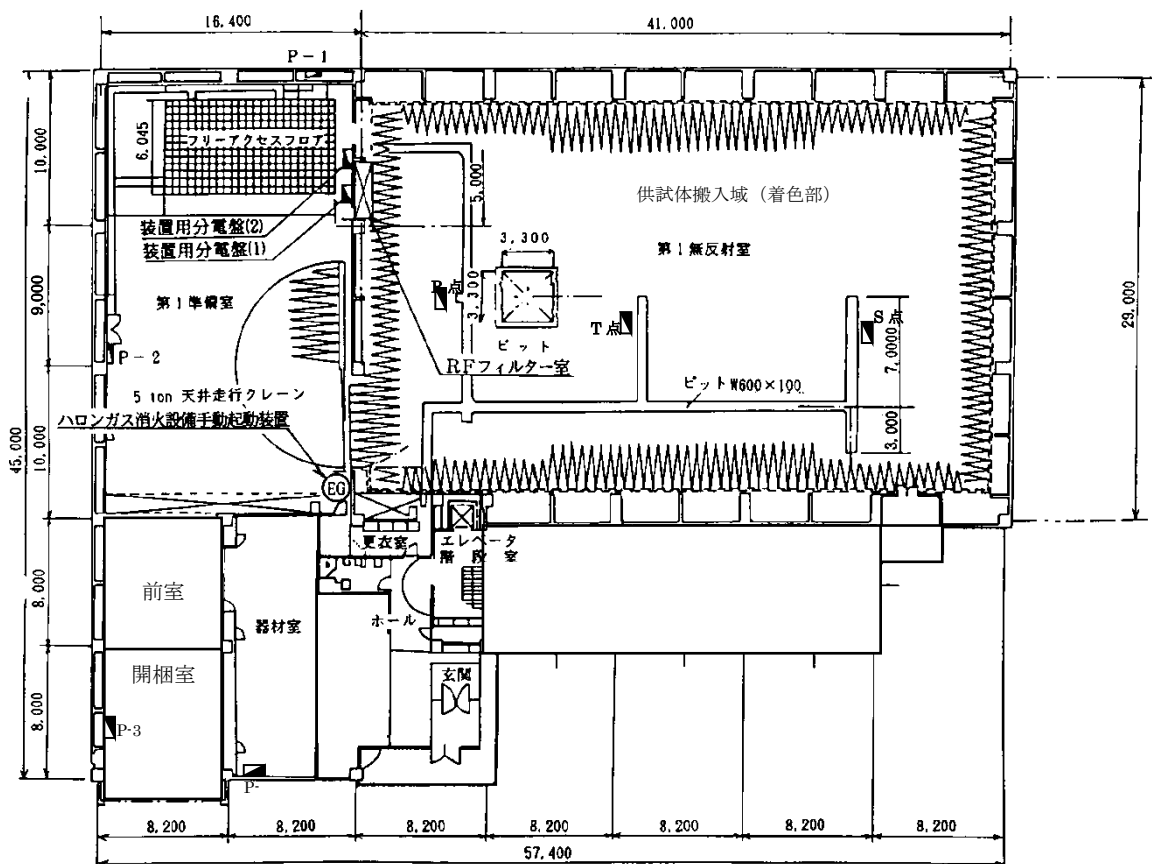 16.400
41.000
P-1
10,000
6.045
フリーアクセスフロア
5,000
供試体搬入域（着色部）
装置用分電盤(2)
装置用分電盤(1)
3,300
第1無反射室
29,000
9,000
第1準備室
P点
3,300
T点
S点
ピット
7.0000
P-2
RFフィルター室
5 ton 天井走行クレーン
ピットW600×100
ハロンガス消火設備手動起動装置
45,000
10,000
3,000
EG
更衣室
エレベータ
階段室
8,000
前室
器材室
ホール
開梱室
玄関
8,000
P-3
P-
8,200
8,200
8,200
8,200
8,200
8,200
8,200
57.400